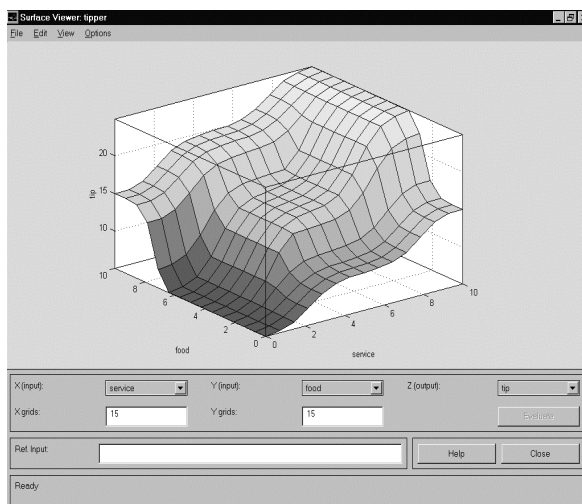 Surface Viewer: tipper
File Edit View Options
20
15
10
tip
10
8
6
4
2
0
food
0
2
4
6
8
10
service
X (input): service Y (input): food Z (output): tip
X grids: 15 Y grids: 15 Evaluate
Ref. Input: Help Close
Ready